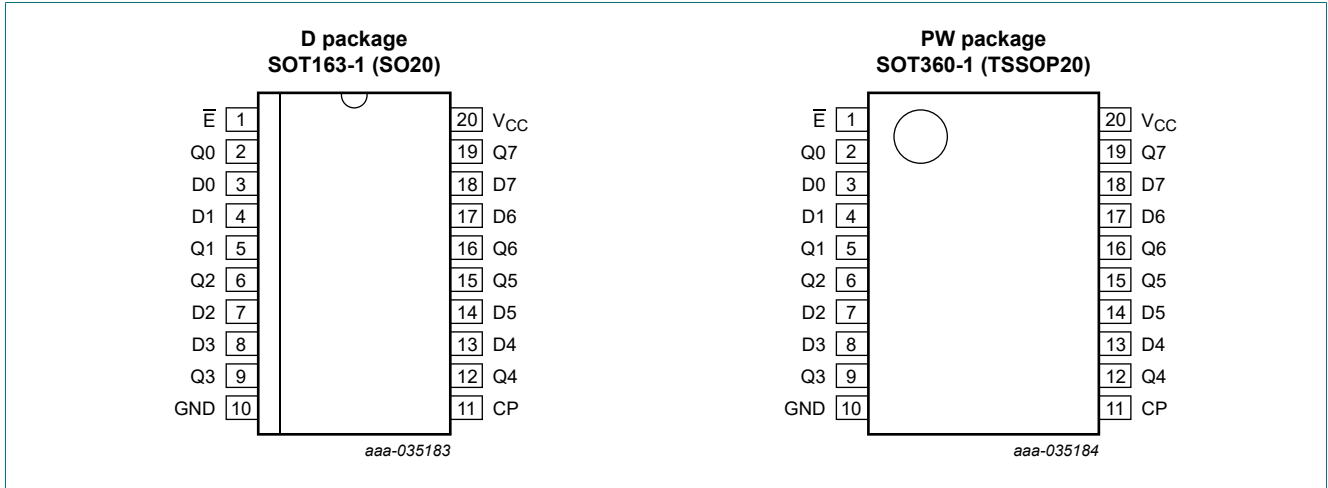 D package
SOT163-1 (SO20)
E̅ 1 20 VCC
Q0 2 19 Q7
D0 3 18 D7
D1 4 17 D6
Q1 5 16 Q6
Q2 6 15 Q5
D2 7 14 D5
D3 8 13 D4
Q3 9 12 Q4
GND 10 11 CP
aaa-035183
PW package
SOT360-1 (TSSOP20)
E̅ 1 20 VCC
Q0 2 19 Q7
D0 3 18 D7
D1 4 17 D6
Q1 5 16 Q6
Q2 6 15 Q5
D2 7 14 D5
D3 8 13 D4
Q3 9 12 Q4
GND 10 11 CP
aaa-035184